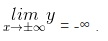 lim y = -∞ .
x→±∞